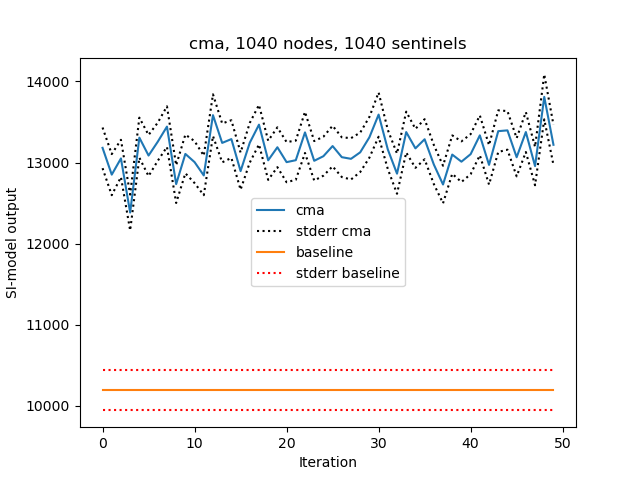 cma, 1040 nodes, 1040 sentinels
14000
13000
12000
11000
10000
SI-model output
cma
stderr cma
baseline
stderr baseline
0
10
20
30
40
50
Iteration